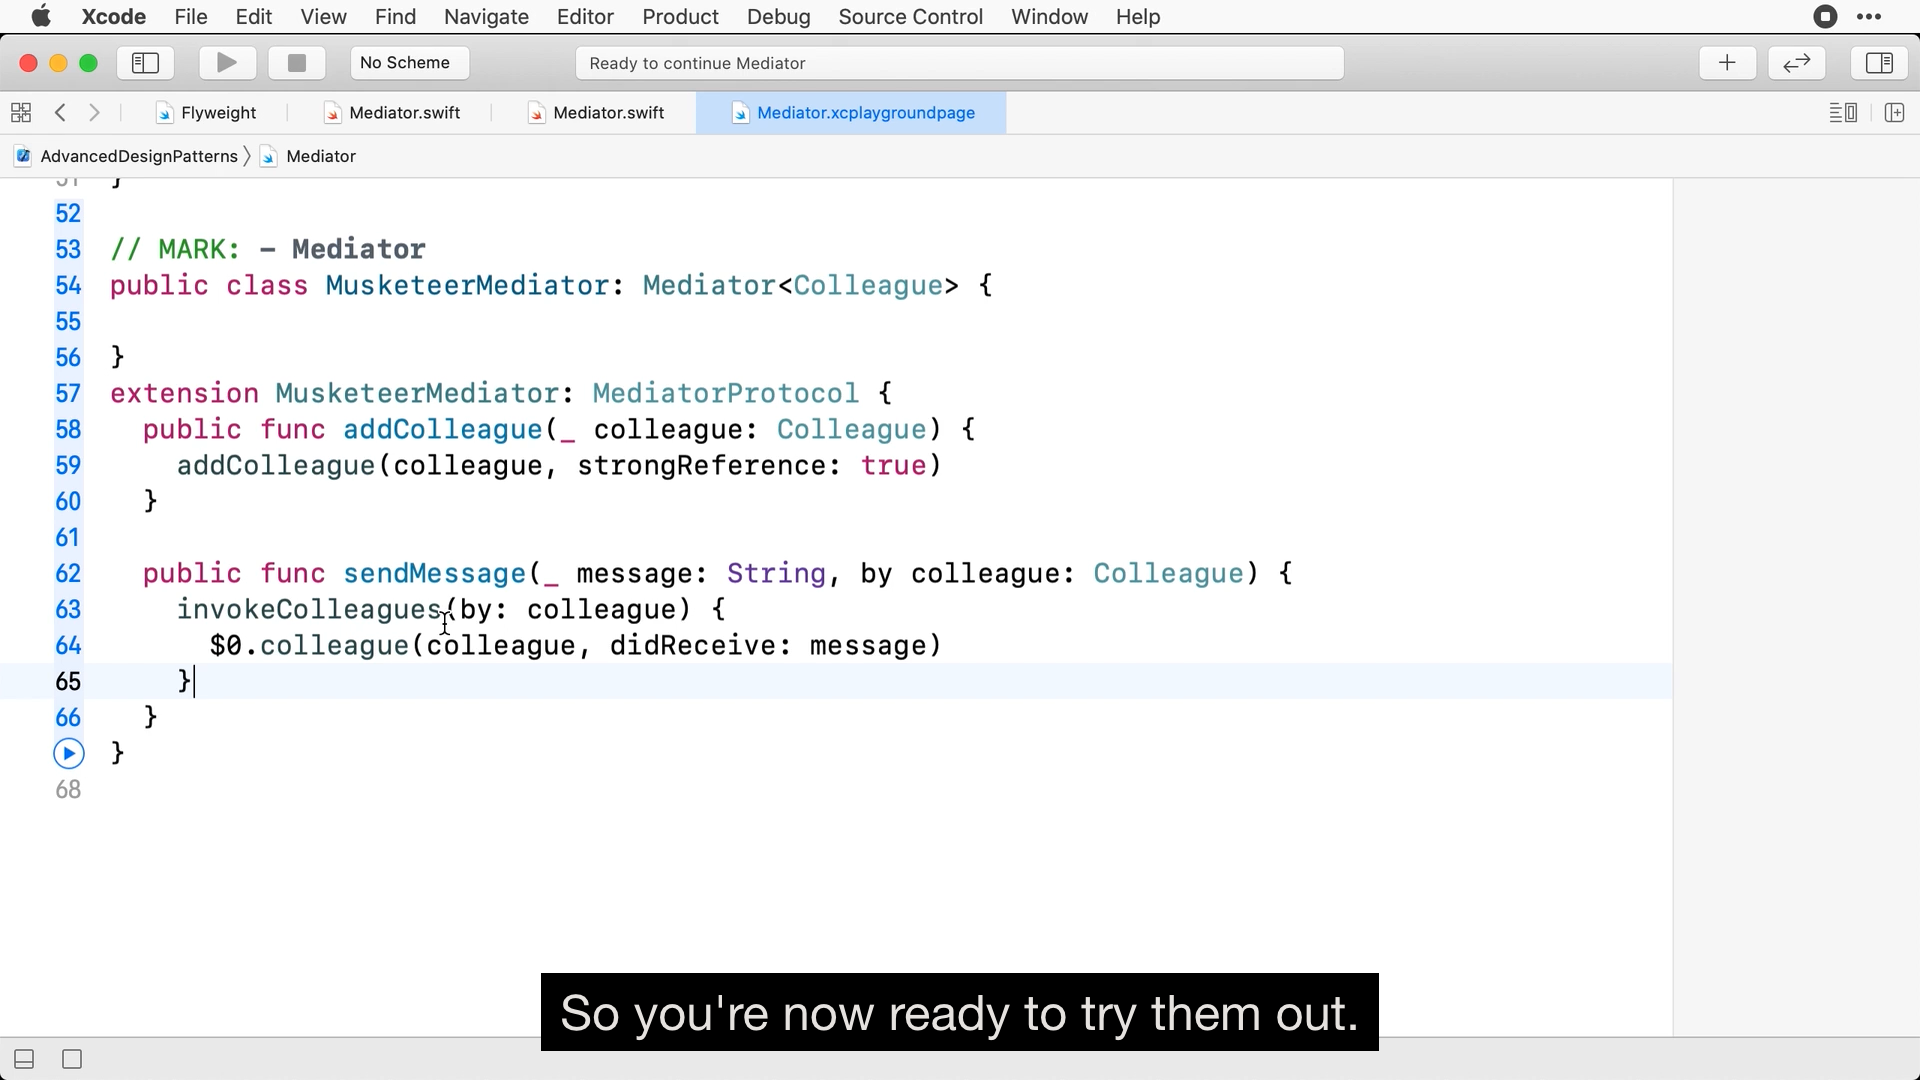 Xcode File Edit View Find Navigate Editor Product Debug Source Control Window Help
No Scheme Ready to continue Mediator
Flyweight Mediator.swift Mediator.swift Mediator.xcplaygroundpage
AdvancedDesignPatterns Mediator
51 }
52
53 // MARK: - Mediator
54 public class MusketeerMediator: Mediator<Colleague> {
55
56 }
57 extension MusketeerMediator: MediatorProtocol {
58 public func addColleague(_ colleague: Colleague) {
59 addColleague(colleague, strongReference: true)
60 }
61
62 public func sendMessage(_ message: String, by colleague: Colleague) {
63 invokeColleagues(by: colleague) {
64 $0.colleague(colleague, didReceive: message)
65 }
66 }
}
68
So you're now ready to try them out.